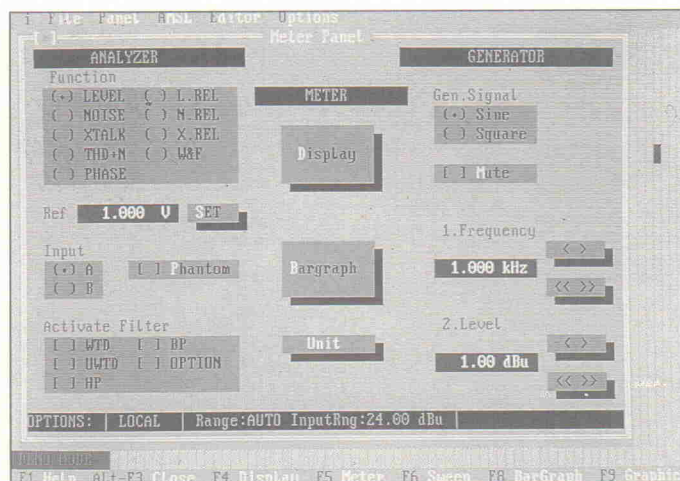 i File Panel AMSL Editor Options
[ ] Meter Panel
ANALYZER
Function
(•) LEVEL ( ) L.REL
( ) NOISE ( ) N.REL
( ) XTALK ( ) X.REL
( ) THD+N ( ) W&F
( ) PHASE
Ref 1.000 V SET
Input
(•) A [ ] Phantom
( ) B
Activate Filter
[ ] WTD [ ] BP
[ ] UWTD [ ] OPTION
[ ] HP
METER
Display
Bargraph
Unit
GENERATOR
Gen.Signal
(•) Sine
( ) Square
[ ] Mute
1.Frequency
< >
1.000 kHz
<< >>
2.Level
< >
1.00 dBu
<< >>
OPTIONS: | LOCAL | Range:AUTO InputRng:24.00 dBu |
F1 Help Alt-F3 Close F4 Display F5 Meter F6 Sweep F8 BarGraph F9 Graphic